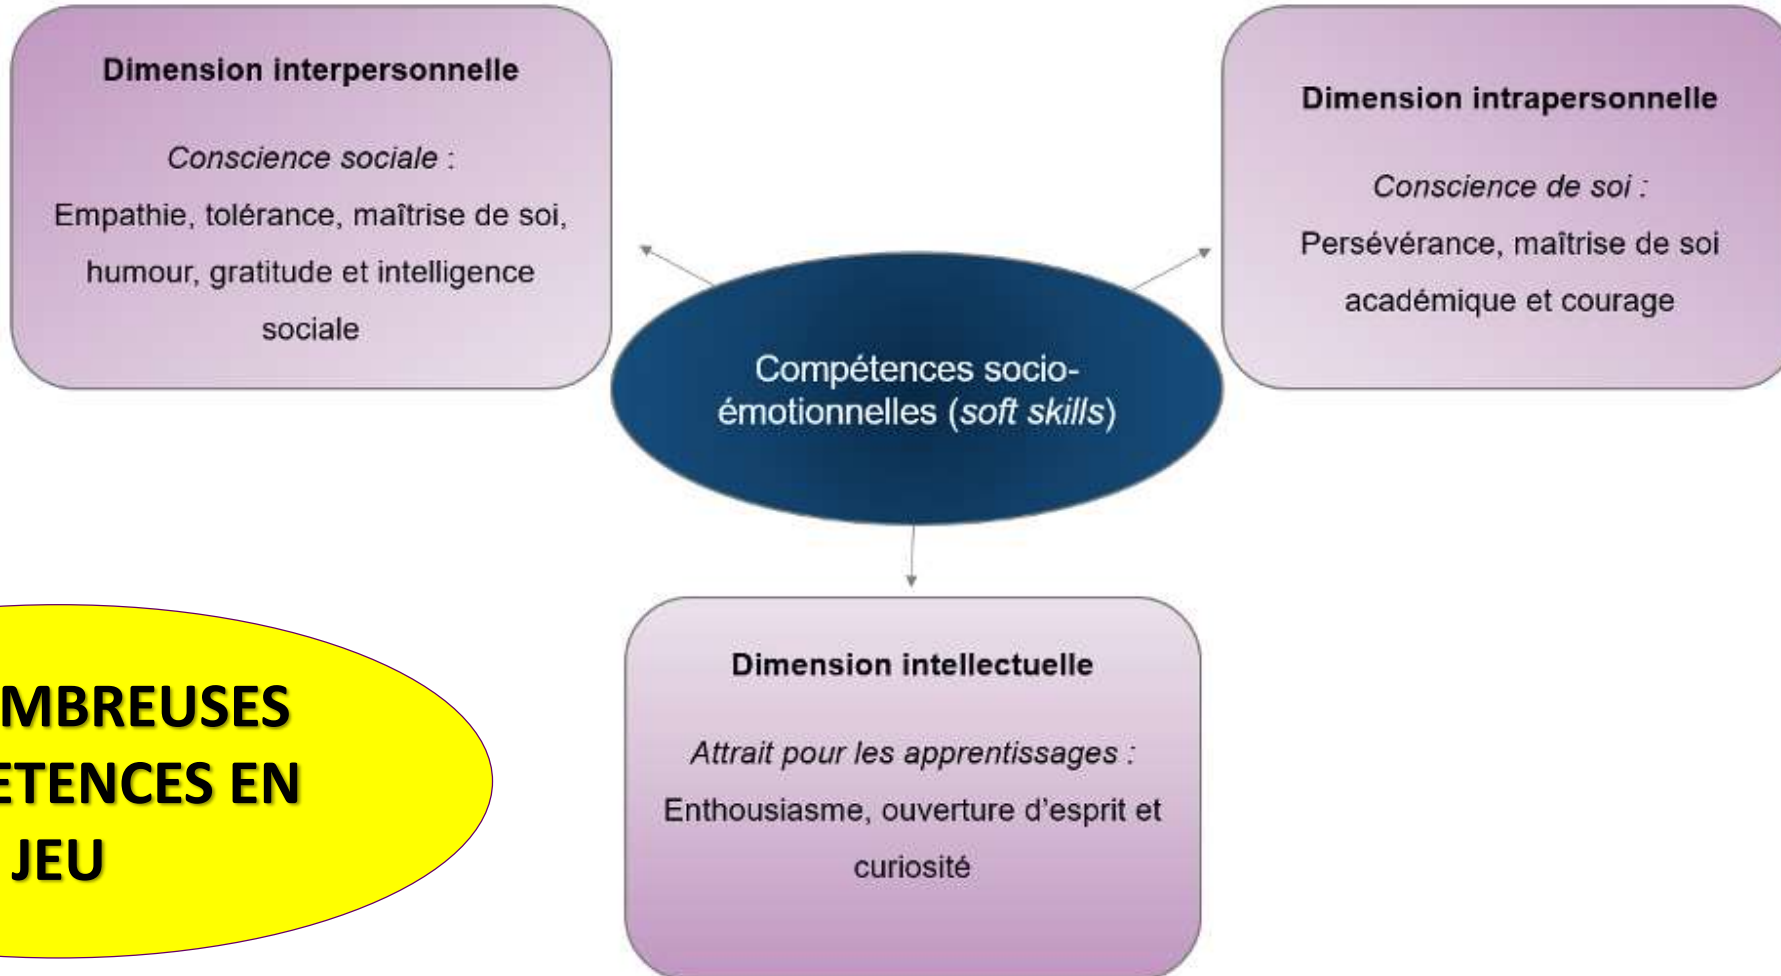 Dimension interpersonnelle
Conscience sociale :
Empathie, tolérance, maîtrise de soi,
humour, gratitude et intelligence
sociale
Dimension intrapersonnelle
Conscience de soi :
Persévérance, maîtrise de soi
académique et courage
Compétences socio-
émotionnelles (soft skills)
Dimension intellectuelle
Attrait pour les apprentissages :
Enthousiasme, ouverture d'esprit et
curiosité
MBREUSES
ETENCES EN
JEU